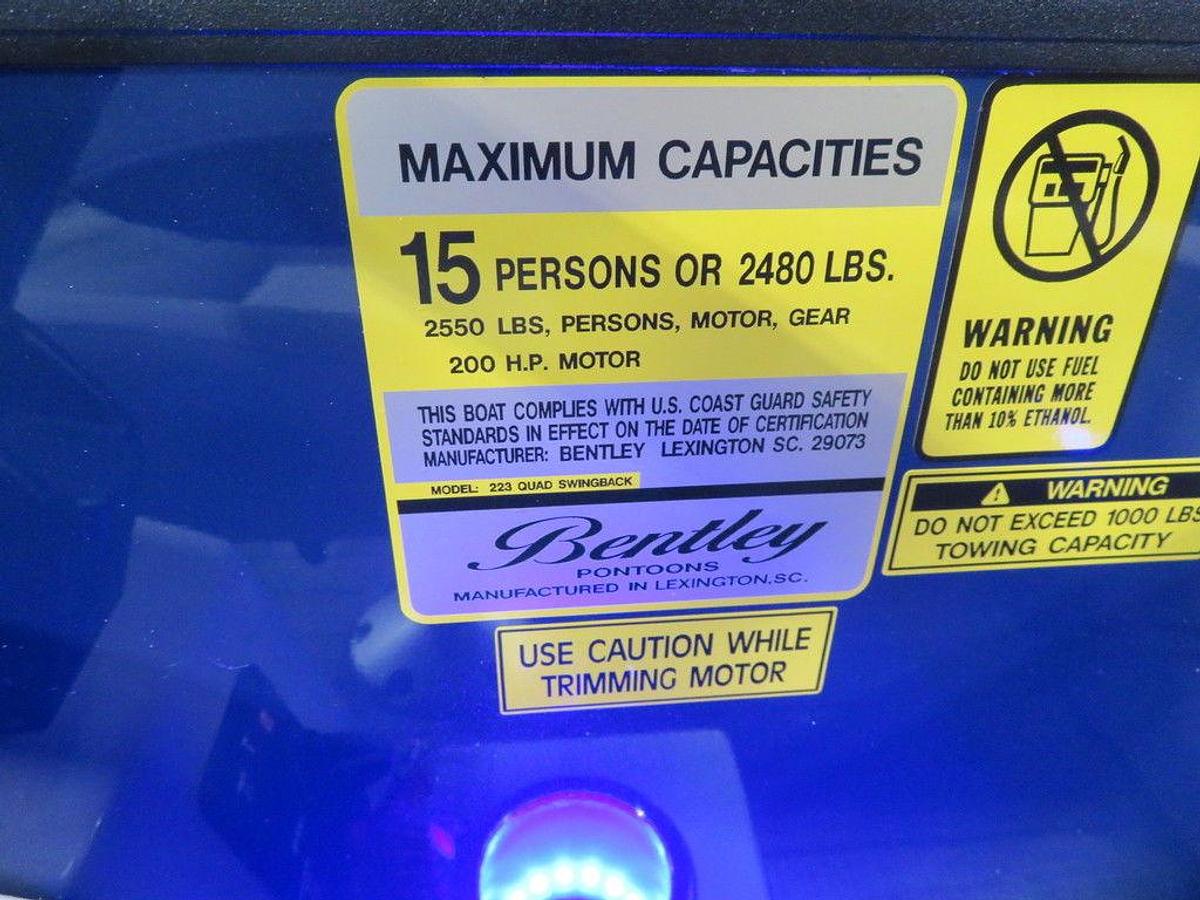 MAXIMUM CAPACITIES
15 PERSONS OR 2480 LBS.
2550 LBS, PERSONS, MOTOR, GEAR
200 H.P. MOTOR
THIS BOAT COMPLIES WITH U.S. COAST GUARD SAFETY
STANDARDS IN EFFECT ON THE DATE OF CERTIFICATION
MANUFACTURER: BENTLEY LEXINGTON SC. 29073
MODEL: 223 QUAD SWINGBACK
Bentley
PONTOONS
MANUFACTURED IN LEXINGTON, SC.
USE CAUTION WHILE
TRIMMING MOTOR
WARNING
DO NOT USE FUEL
CONTAINING MORE
THAN 10% ETHANOL.
WARNING
DO NOT EXCEED 1000 LBS
TOWING CAPACITY